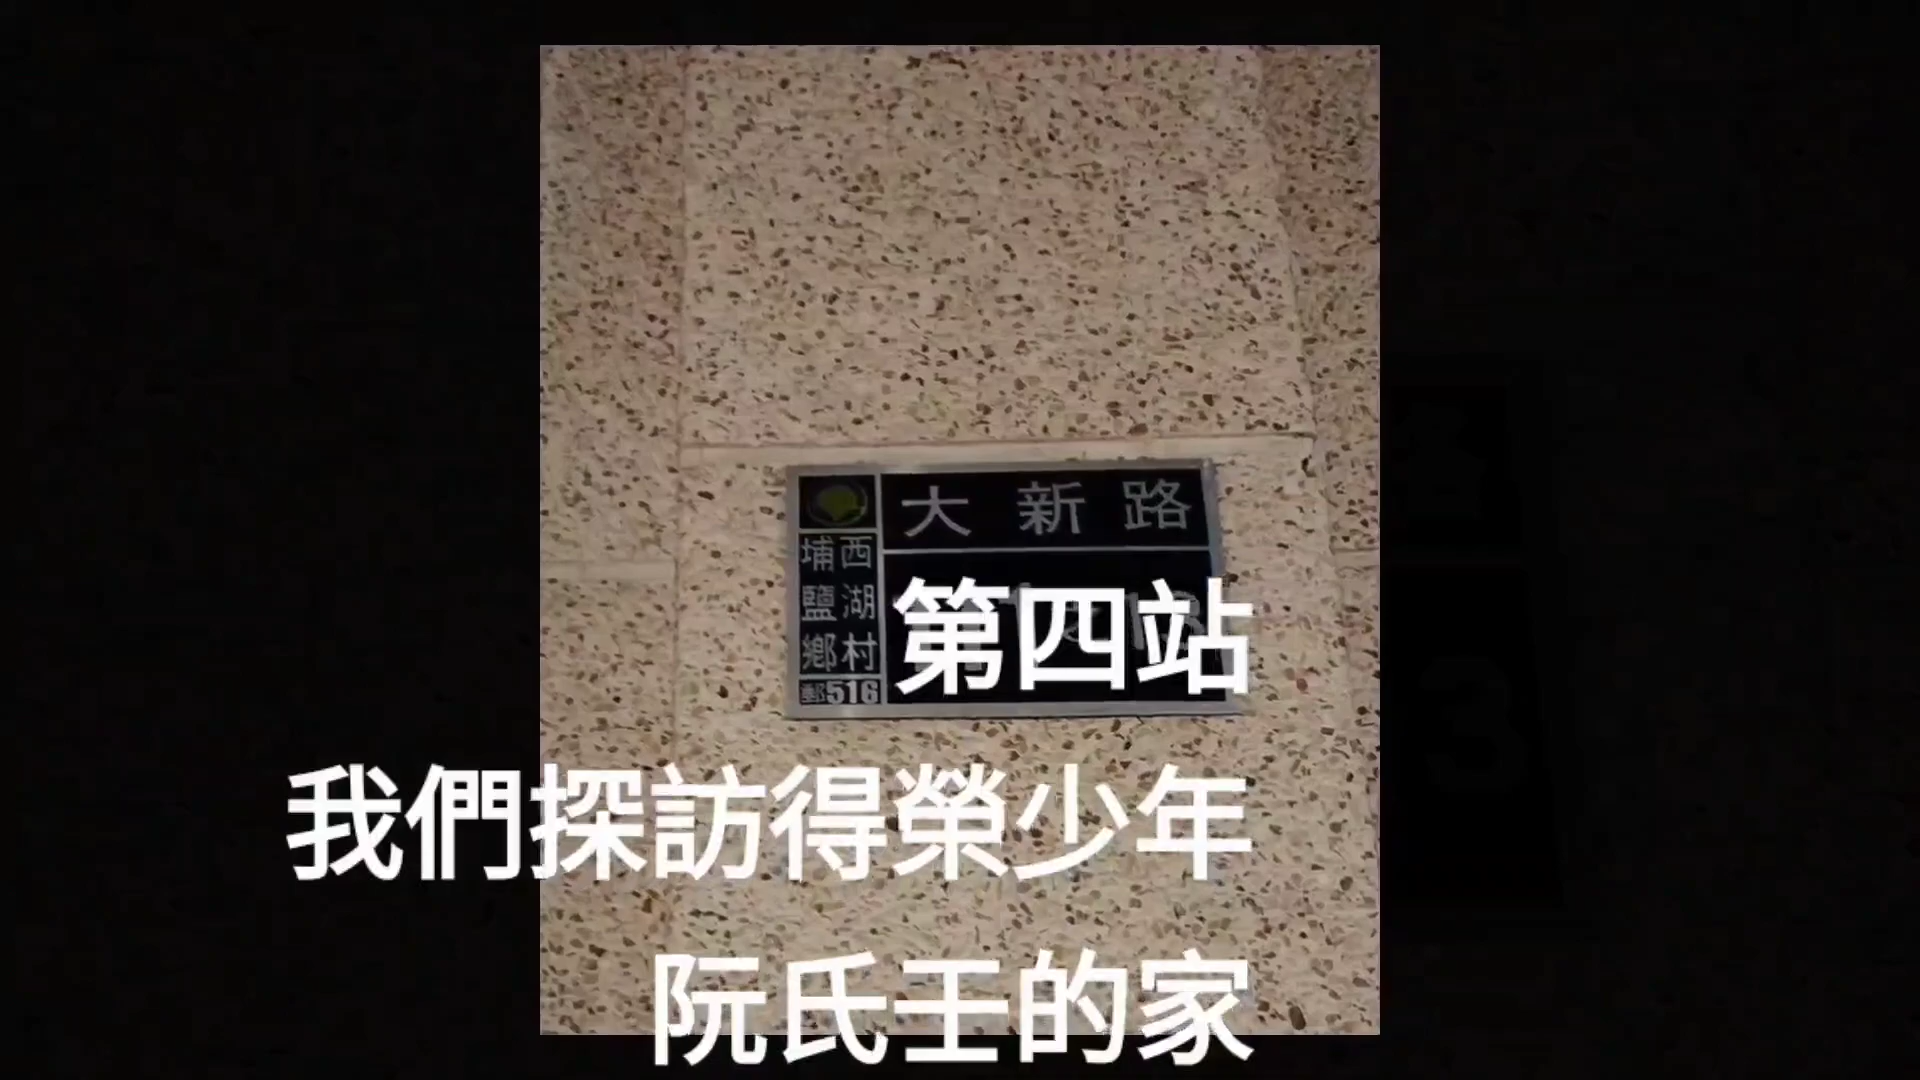 大新路
埔鹽鄉
西湖村
郵516
第四站
我們探訪得榮少年
阮氏玉的家